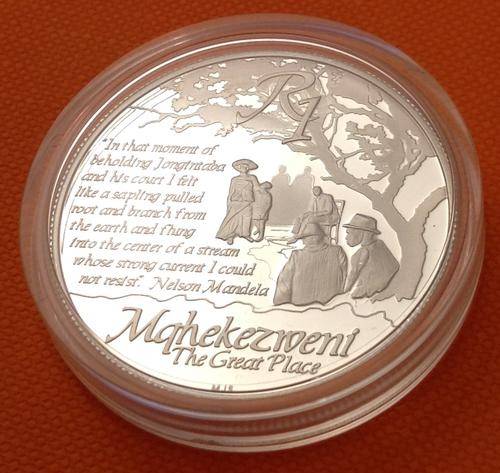 R1
"In that moment of
beholding Jongintaba
and his court I felt
like a sapling pulled
root and branch from
the earth and flung
into the center of a stream
whose strong current I could
not resist." Nelson Mandela
Mqhekezweni
The Great Place